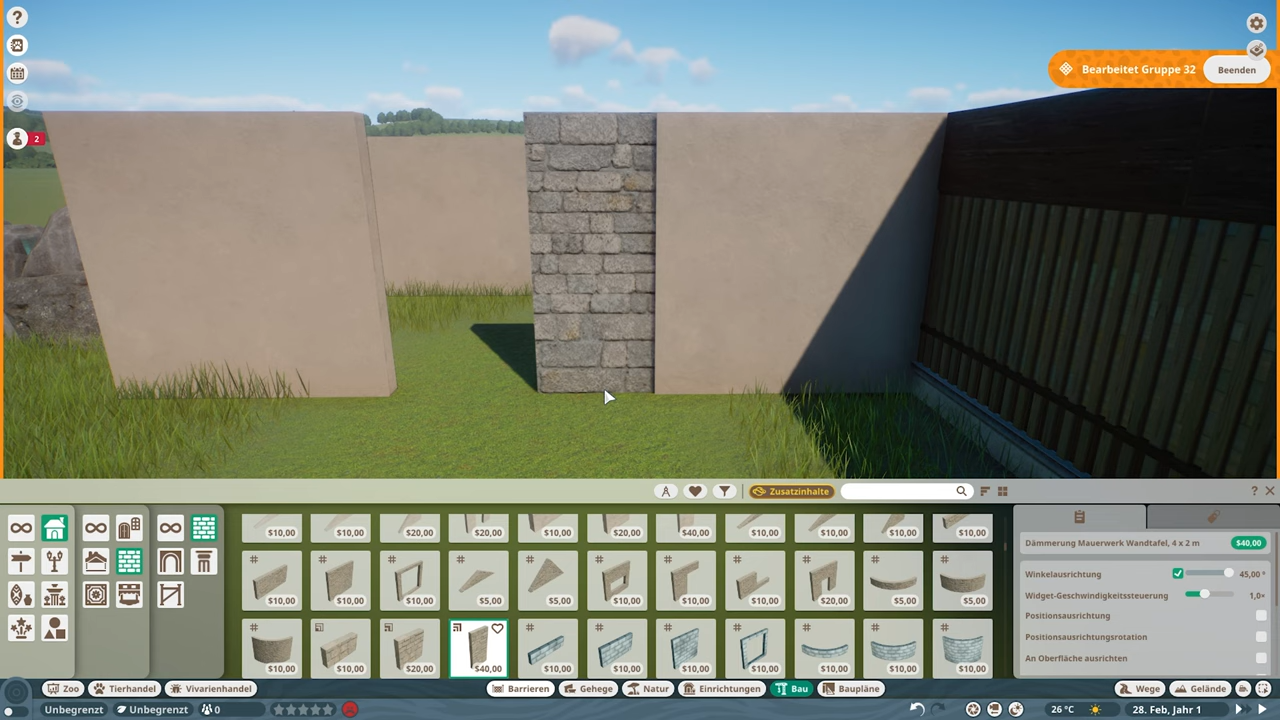 ?
Bearbeitet Gruppe 32
Beenden
2
Zusatzinhalte
? ✕
$10,00 $10,00 $20,00 $20,00 $10,00 $20,00 $40,00 $10,00 $20,00 $10,00 $10,00
$10,00 $10,00 $10,00 $5,00 $5,00 $10,00 $10,00 $10,00 $20,00 $5,00 $5,00
$10,00 $10,00 $20,00 $40,00 $10,00 $10,00 $10,00 $10,00 $10,00 $10,00 $10,00
Dämmerung Mauerwerk Wandtafel, 4 x 2 m $40,00
Winkelausrichtung 45,00 °
Widget-Geschwindigkeitssteuerung 1,0×
Positionsausrichtung
Positionsausrichtungsrotation
An Oberfläche ausrichten
Zoo Tierhandel Vivarienhandel Barrieren Gehege Natur Einrichtungen Bau Baupläne Wege Gelände
Unbegrenzt Unbegrenzt 0 26 °C 28. Feb, Jahr 1